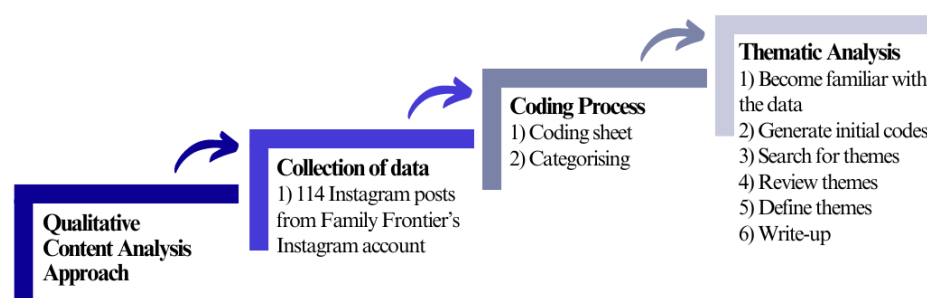 Qualitative
Content Analysis
Approach
Collection of data
1) 114 Instagram posts
from Family Frontier's
Instagram account
Coding Process
1) Coding sheet
2) Categorising
Thematic Analysis
1) Become familiar with
the data
2) Generate initial codes
3) Search for themes
4) Review themes
5) Define themes
6) Write-up